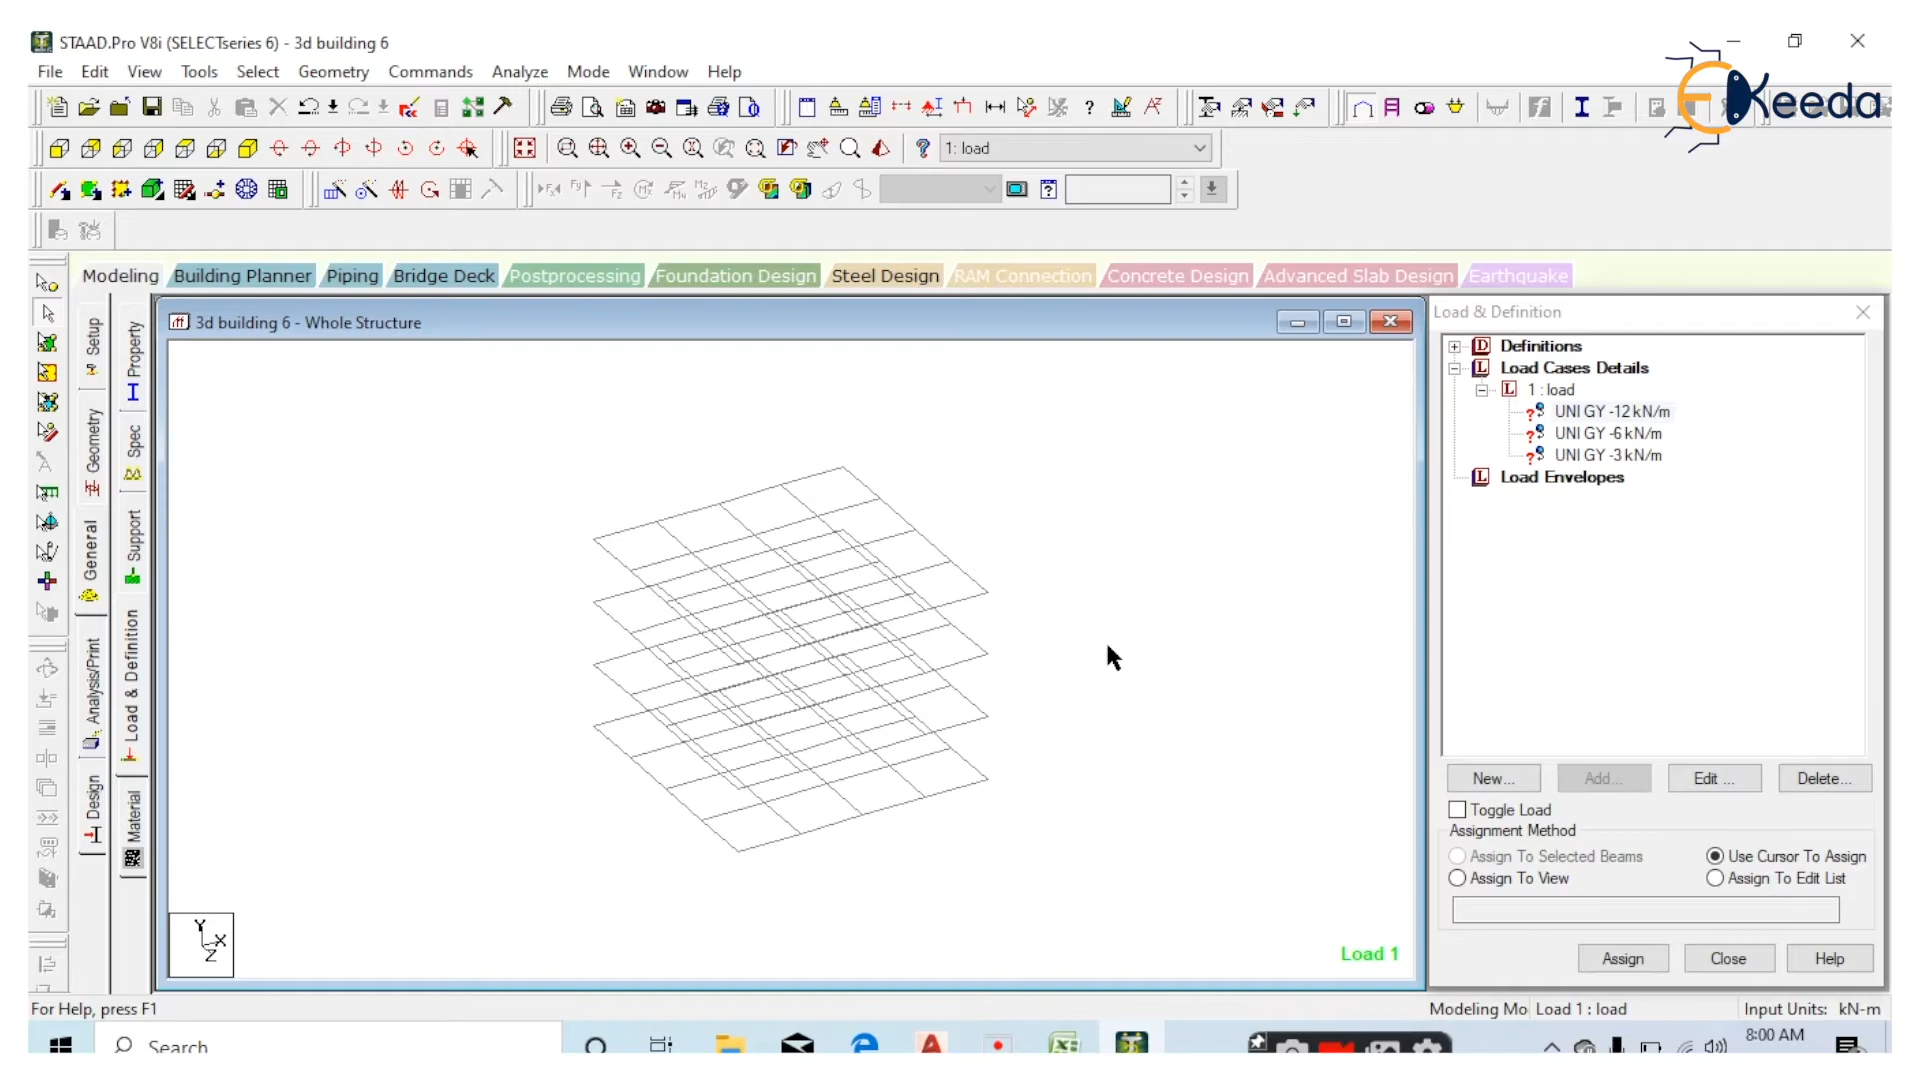 STAAD.Pro V8i (SELECTseries 6) - 3d building 6
File Edit View Tools Select Geometry Commands Analyze Mode Window Help
Keeda
1: load
Modeling Building Planner Piping Bridge Deck Postprocessing Foundation Design Steel Design RAM Connection Concrete Design Advanced Slab Design Earthquake
3d building 6 - Whole Structure
Load & Definition
Setup
Geometry
General
Analysis/Print
Design
Property
Spec
Support
Load & Definition
Material
Definitions
Load Cases Details
1 : load
UNI GY -12 kN/m
UNI GY -6 kN/m
UNI GY -3 kN/m
Load Envelopes
New... Add... Edit ... Delete...
Toggle Load
Assignment Method
Assign To Selected Beams Use Cursor To Assign
Assign To View Assign To Edit List
Y
X
Z
Load 1
Assign Close Help
For Help, press F1
Modeling Mo Load 1 : load Input Units: kN-m
Search
8:00 AM